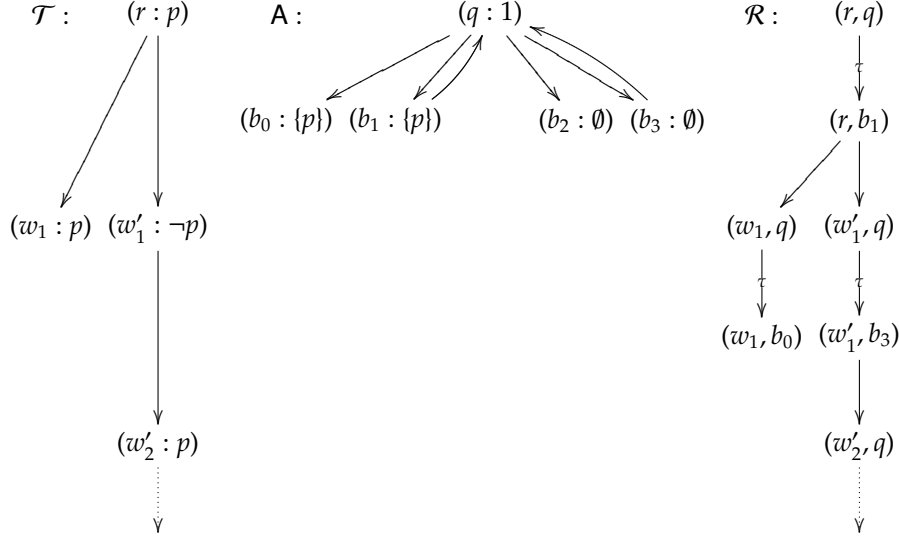 𝒯 : (r : p) A : (q : 1) ℛ : (r, q)
τ
(b₀ : {p}) (b₁ : {p}) (b₂ : ∅) (b₃ : ∅) (r, b₁)
(w₁ : p) (w′₁ : ¬p) (w₁, q) (w′₁, q)
τ τ
(w₁, b₀) (w′₁, b₃)
(w′₂ : p) (w′₂, q)